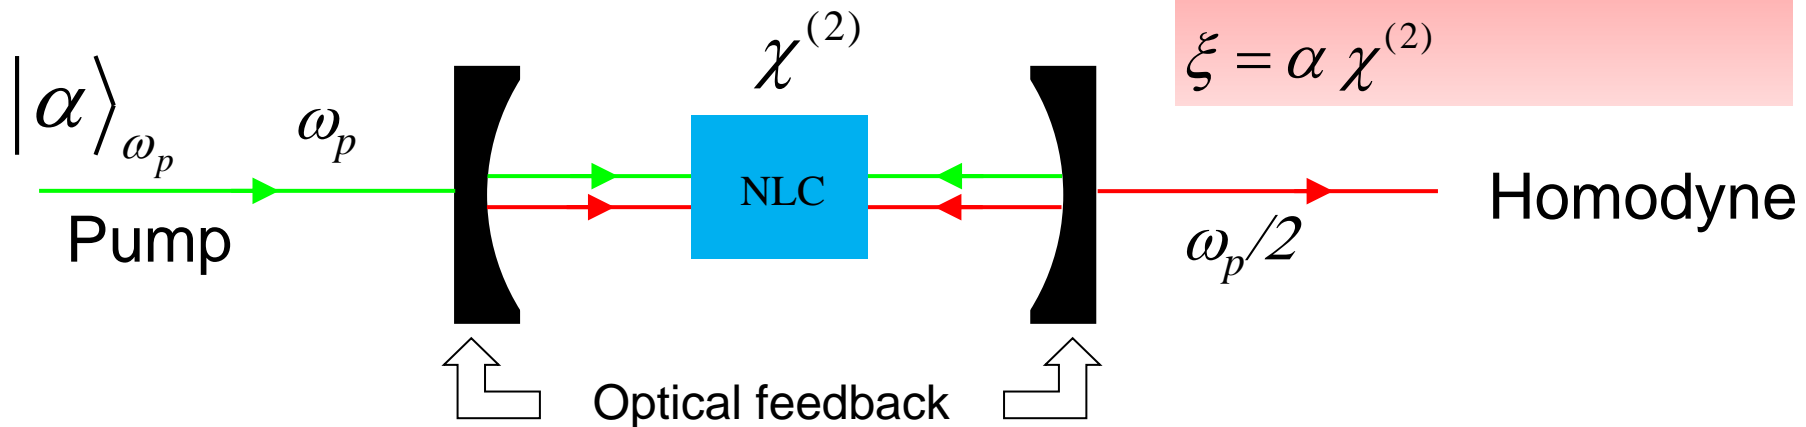 χ⁽²⁾
ξ = α χ⁽²⁾
|α⟩ωₚ
ωₚ
NLC
Pump
ωₚ/2
Homodyne
Optical feedback